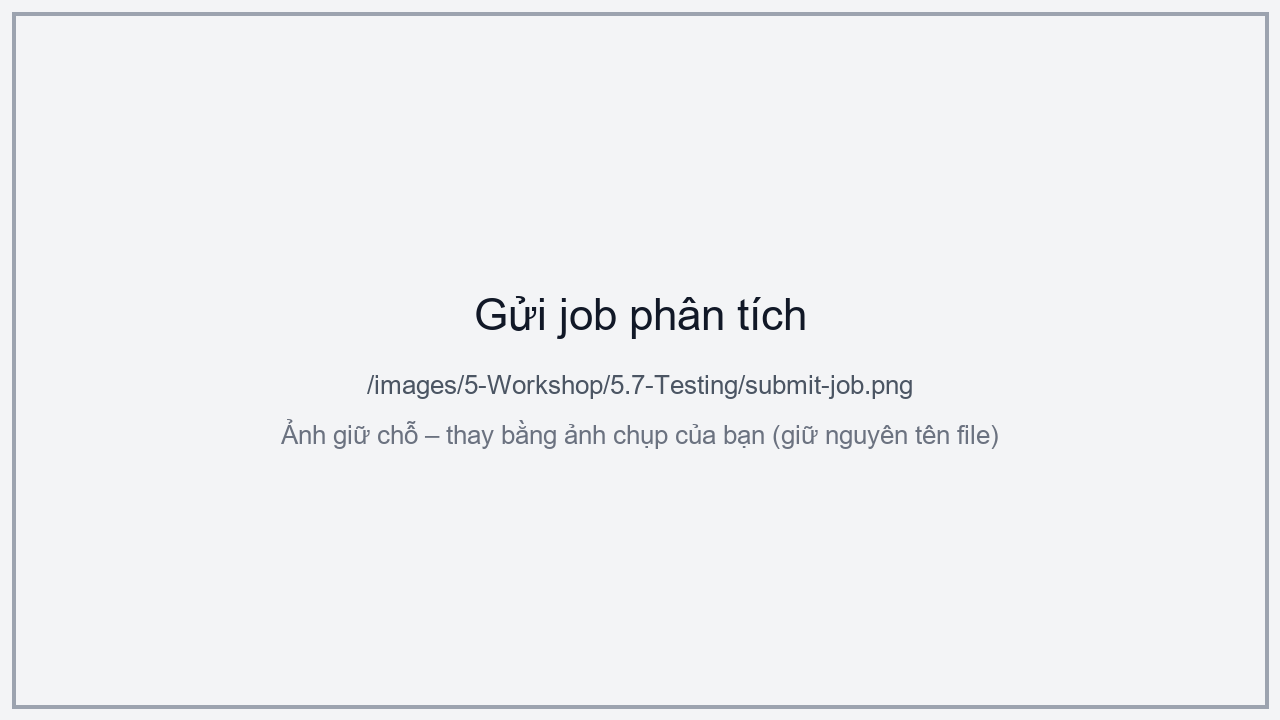 Gửi job phân tích
/images/5-Workshop/5.7-Testing/submit-job.png
Ảnh giữ chỗ – thay bằng ảnh chụp của bạn (giữ nguyên tên file)